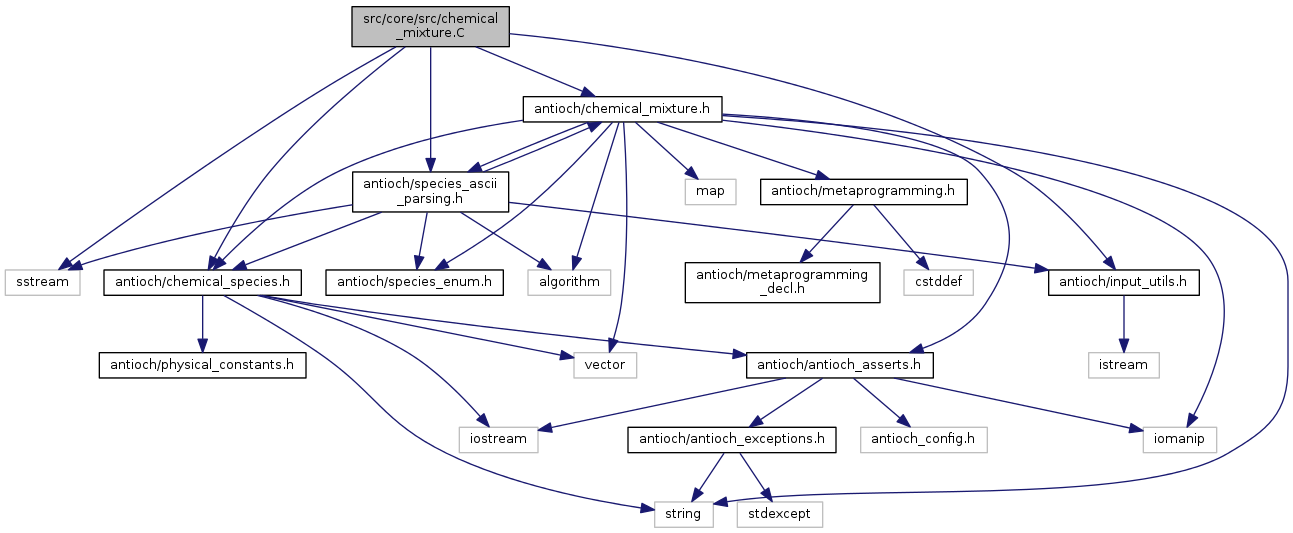 src/core/src/chemical
_mixture.C
antioch/chemical_mixture.h
antioch/species_ascii
_parsing.h
map
antioch/metaprogramming.h
sstream
antioch/chemical_species.h
antioch/species_enum.h
algorithm
antioch/metaprogramming
_decl.h
cstddef
antioch/input_utils.h
antioch/physical_constants.h
vector
antioch/antioch_asserts.h
istream
iostream
antioch/antioch_exceptions.h
antioch_config.h
iomanip
string
stdexcept